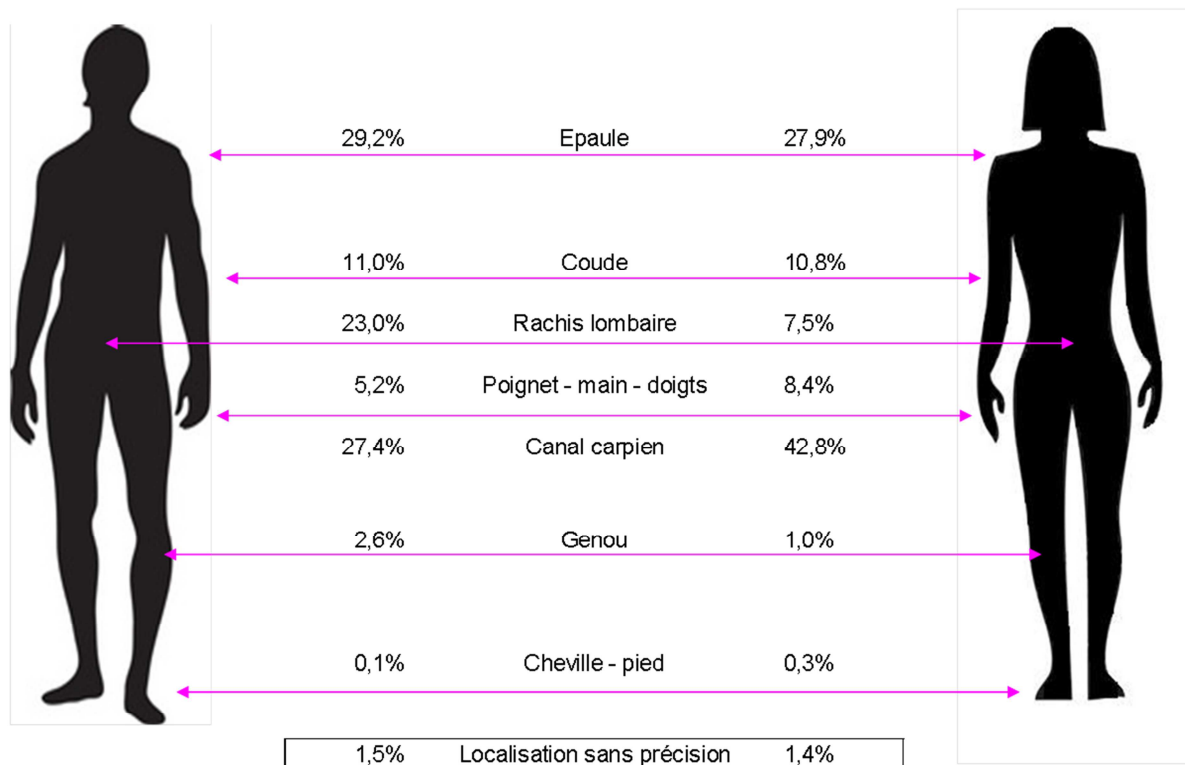 29,2% Epaule 27,9%
11,0% Coude 10,8%
23,0% Rachis lombaire 7,5%
5,2% Poignet - main - doigts 8,4%
27,4% Canal carpien 42,8%
2,6% Genou 1,0%
0,1% Cheville - pied 0,3%
1,5% Localisation sans précision 1,4%